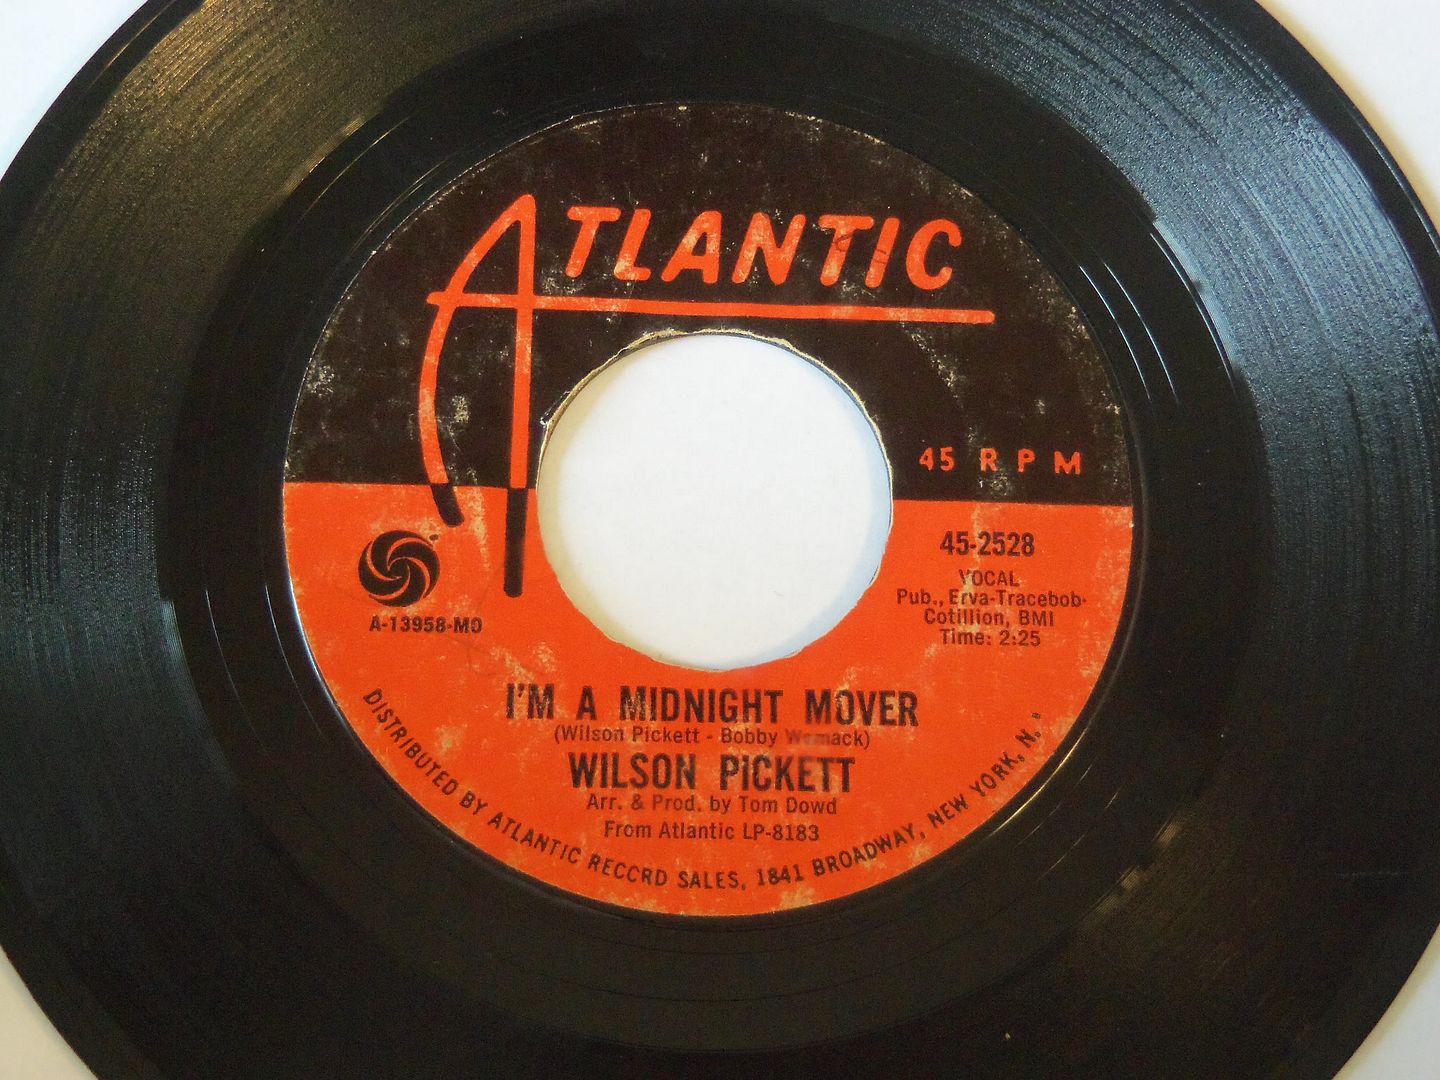 ATLANTIC
45 RPM
45-2528
VOCAL
Pub., Erva-Tracebob-
Cotillion, BMI
Time: 2:25
A-13958-MO
I'M A MIDNIGHT MOVER
(Wilson Pickett - Bobby Womack)
WILSON PICKETT
Arr. & Prod. by Tom Dowd
From Atlantic LP-8183
DISTRIBUTED BY ATLANTIC RECCRD SALES, 1841 BROADWAY, NEW YORK, N.